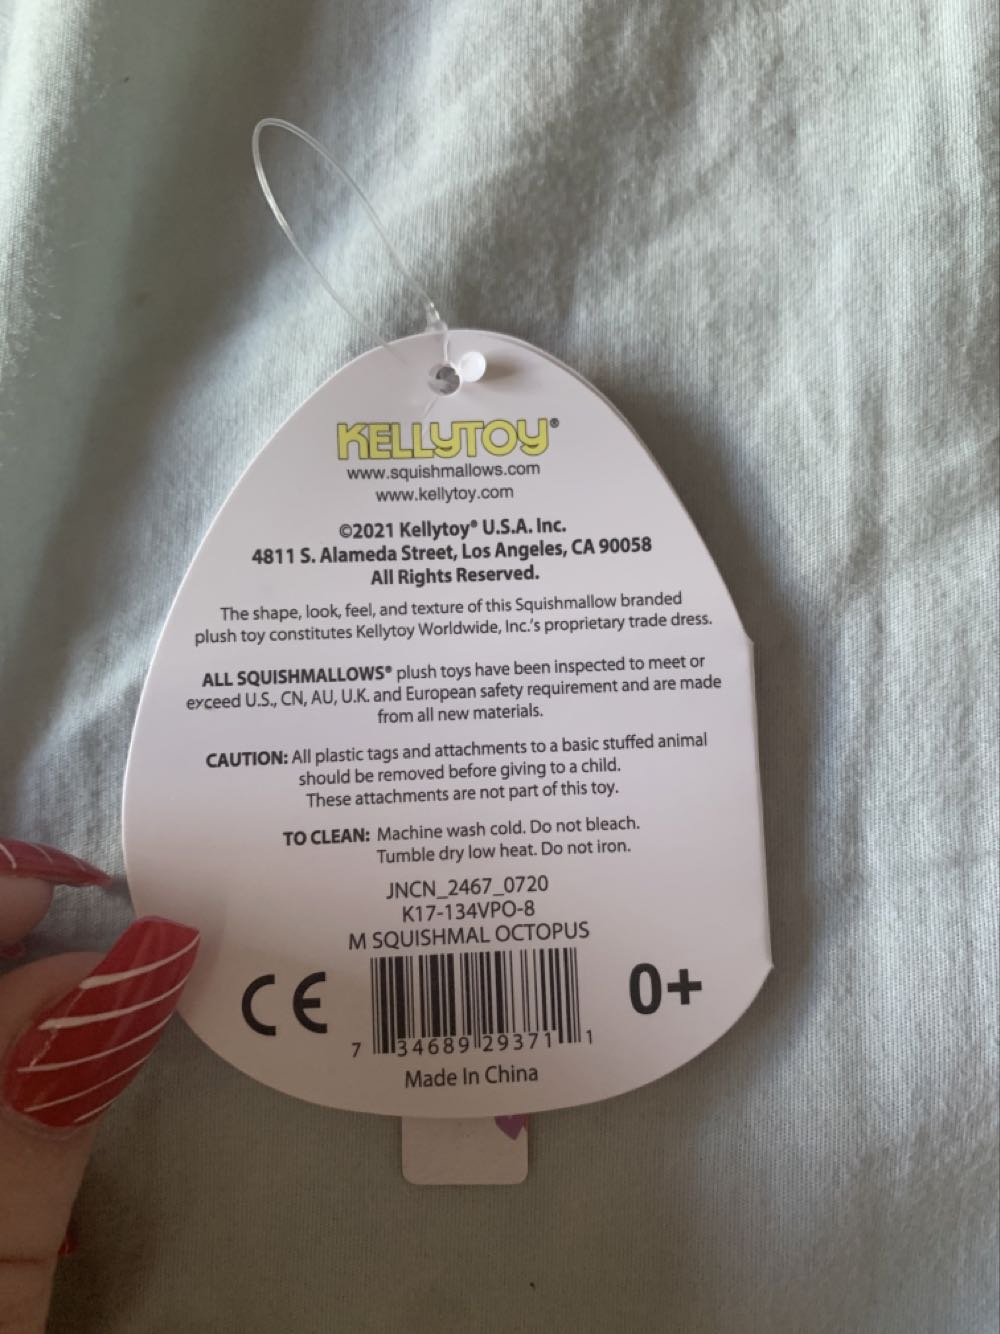 KELLYTOY®
www.squishmallows.com
www.kellytoy.com
©2021 Kellytoy® U.S.A. Inc.
4811 S. Alameda Street, Los Angeles, CA 90058
All Rights Reserved.
The shape, look, feel, and texture of this Squishmallow branded
plush toy constitutes Kellytoy Worldwide, Inc.'s proprietary trade dress.
ALL SQUISHMALLOWS® plush toys have been inspected to meet or
exceed U.S., CN, AU, U.K. and European safety requirement and are made
from all new materials.
CAUTION: All plastic tags and attachments to a basic stuffed animal
should be removed before giving to a child.
These attachments are not part of this toy.
TO CLEAN: Machine wash cold. Do not bleach.
Tumble dry low heat. Do not iron.
JNCN_2467_0720
K17-134VPO-8
M SQUISHMAL OCTOPUS
CE 0+
7 34689 29371 1
Made In China